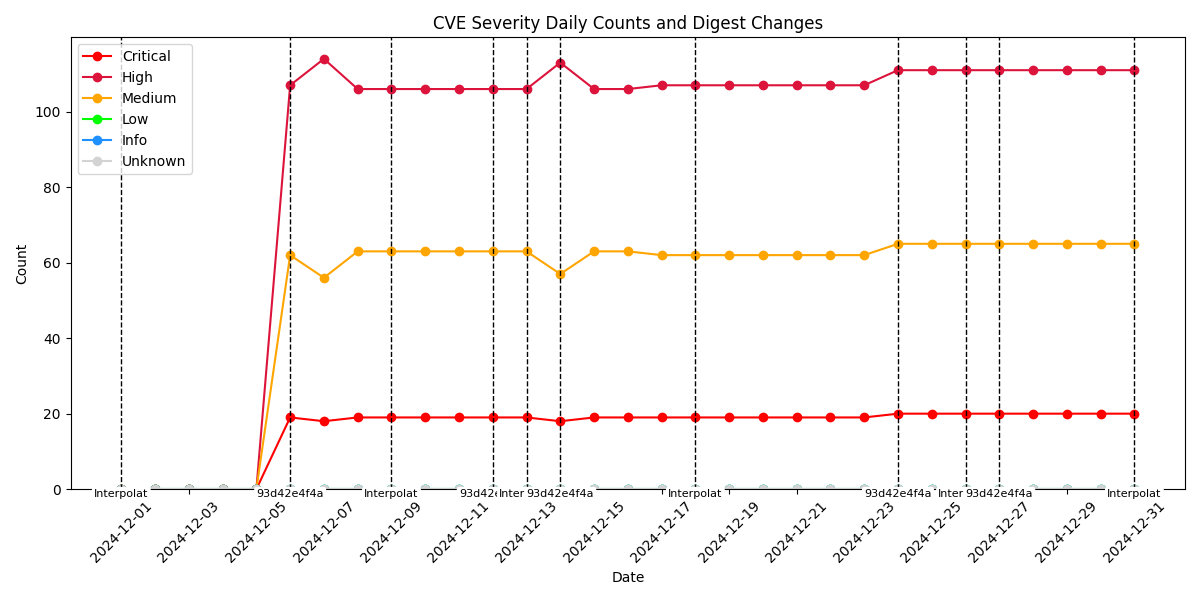 CVE Severity Daily Counts and Digest Changes
Critical
High
Medium
Low
Info
Unknown
Count
100
80
60
40
20
0
Interpolat
93d42e4f4a
Interpolat
93d42
Inter
93d42e4f4a
Interpolat
93d42e4f4a
Inter
93d42e4f4a
Interpolat
2024-12-01
2024-12-03
2024-12-05
2024-12-07
2024-12-09
2024-12-11
2024-12-13
2024-12-15
2024-12-17
2024-12-19
2024-12-21
2024-12-23
2024-12-25
2024-12-27
2024-12-29
2024-12-31
Date